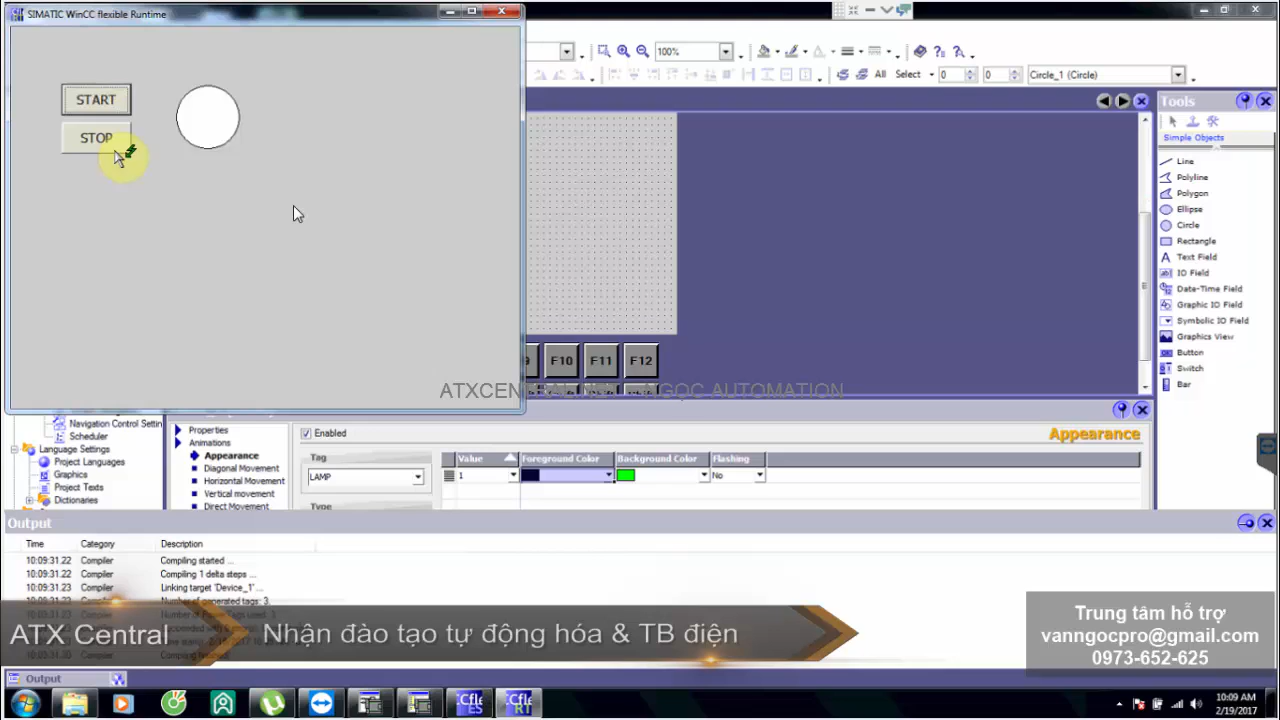 SIMATIC WinCC flexible Runtime
START
STOP
100%
All
Select
0
0
Circle_1 (Circle)
Tools
Simple Objects
Line
Polyline
Polygon
Ellipse
Circle
Rectangle
Text Field
IO Field
Date-Time Field
Graphic IO Field
Symbolic IO Field
Graphics View
Button
Switch
Bar
F10
F11
F12
Navigation Control Settin
Scheduler
Language Settings
Project Languages
Graphics
Project Texts
Dictionaries
Properties
Animations
Appearance
Diagonal Movement
Horizontal Movement
Vertical movement
Direct Movement
Enabled
Appearance
Tag
LAMP
Type
Value
Foreground Color
Background Color
Flashing
1
No
Output
Time
Category
Description
10:09:31.22
Compiler
Compiling started ...
10:09:31.22
Compiler
Compiling 1 delta steps ...
10:09:31.23
Compiler
Linking target 'Device_1'...
Number of generated tags: 3.
ATX Central
Nhận đào tạo tự động hóa & TB điện
Trung tâm hỗ trợ
vanngocpro@gmail.com
0973-652-625
Output
10:09 AM
2/19/2017